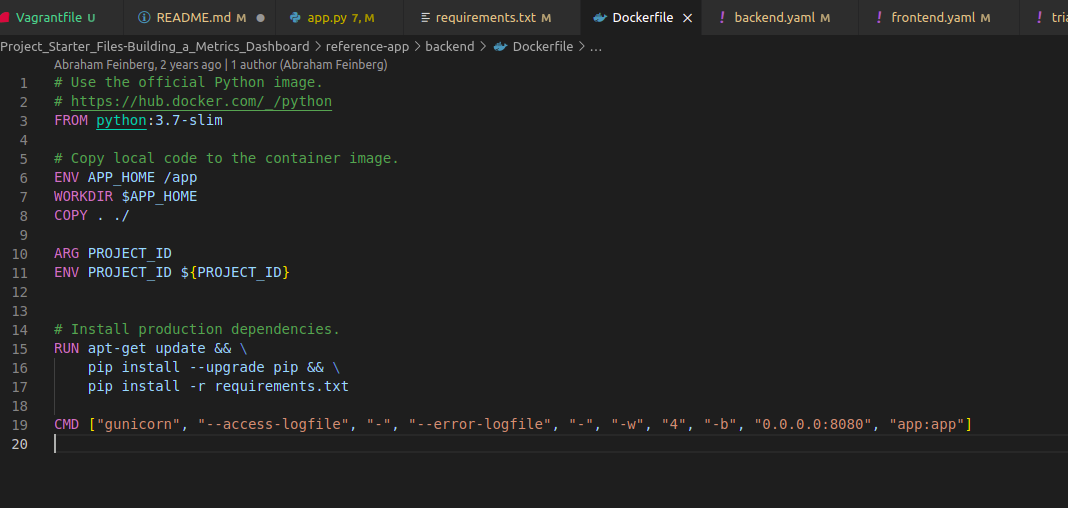 Vagrantfile U README.md M app.py 7, M requirements.txt M Dockerfile backend.yaml M frontend.yaml M
Project_Starter_Files-Building_a_Metrics_Dashboard > reference-app > backend > Dockerfile > ...
Abraham Feinberg, 2 years ago | 1 author (Abraham Feinberg)
1 # Use the official Python image.
2 # https://hub.docker.com/_/python
3 FROM python:3.7-slim
4
5 # Copy local code to the container image.
6 ENV APP_HOME /app
7 WORKDIR $APP_HOME
8 COPY . ./
9
10 ARG PROJECT_ID
11 ENV PROJECT_ID ${PROJECT_ID}
12
13
14 # Install production dependencies.
15 RUN apt-get update && \
16 pip install --upgrade pip && \
17 pip install -r requirements.txt
18
19 CMD ["gunicorn", "--access-logfile", "-", "--error-logfile", "-", "-w", "4", "-b", "0.0.0.0:8080", "app:app"]
20